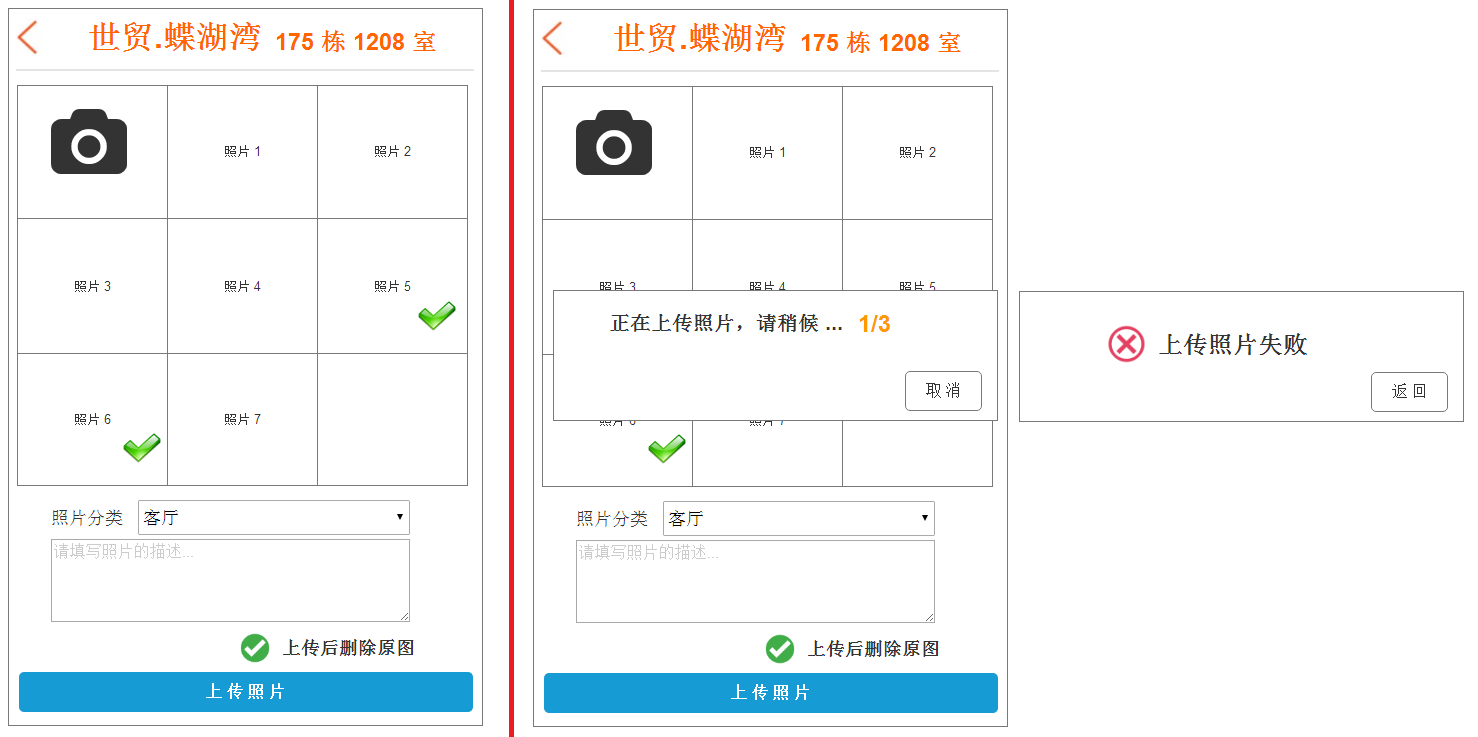 世贸.蝶湖湾 175 栋 1208 室
照片 1
照片 2
照片 3
照片 4
照片 5
照片 6
照片 7
照片分类 客厅
请填写照片的描述...
上传后删除原图
上传照片
世贸.蝶湖湾 175 栋 1208 室
照片 1
照片 2
照片 3
照片 4
照片 5
正在上传照片，请稍候 ... 1/3
取消
照片 6
照片 7
照片分类 客厅
请填写照片的描述...
上传后删除原图
上传照片
上传照片失败
返回